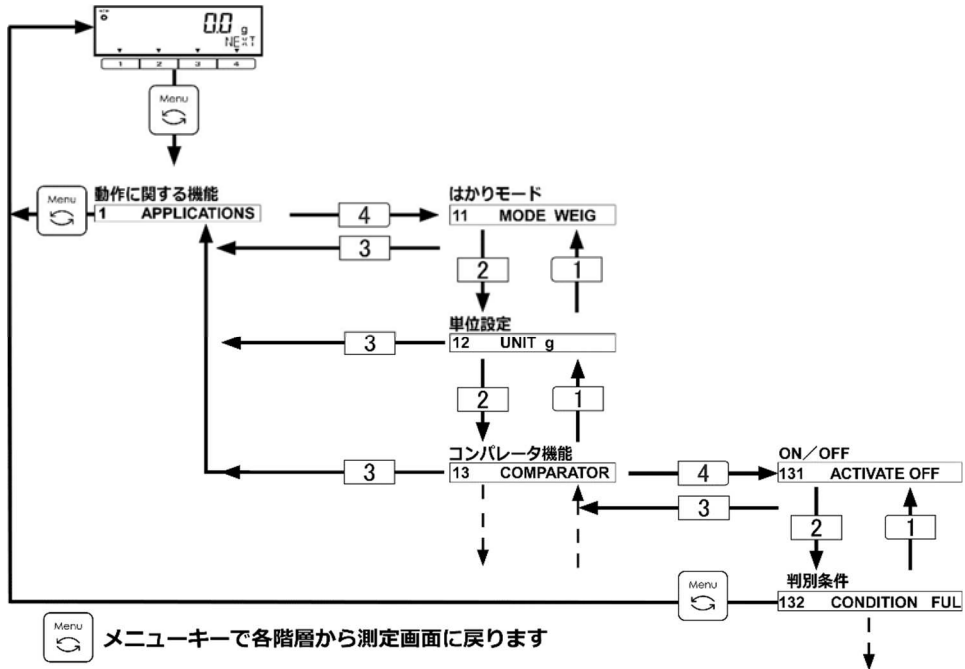 0.0 g
NEXT
1 2 3 4
Menu
動作に関する機能
Menu
1 APPLICATIONS
4
3
はかりモード
11 MODE WEIG
2
1
単位設定
3
12 UNIT g
2
1
コンパレータ機能
3
13 COMPARATOR
4
3
ON／OFF
131 ACTIVATE OFF
2
1
判別条件
Menu
132 CONDITION FUL
Menu
メニューキーで各階層から測定画面に戻ります